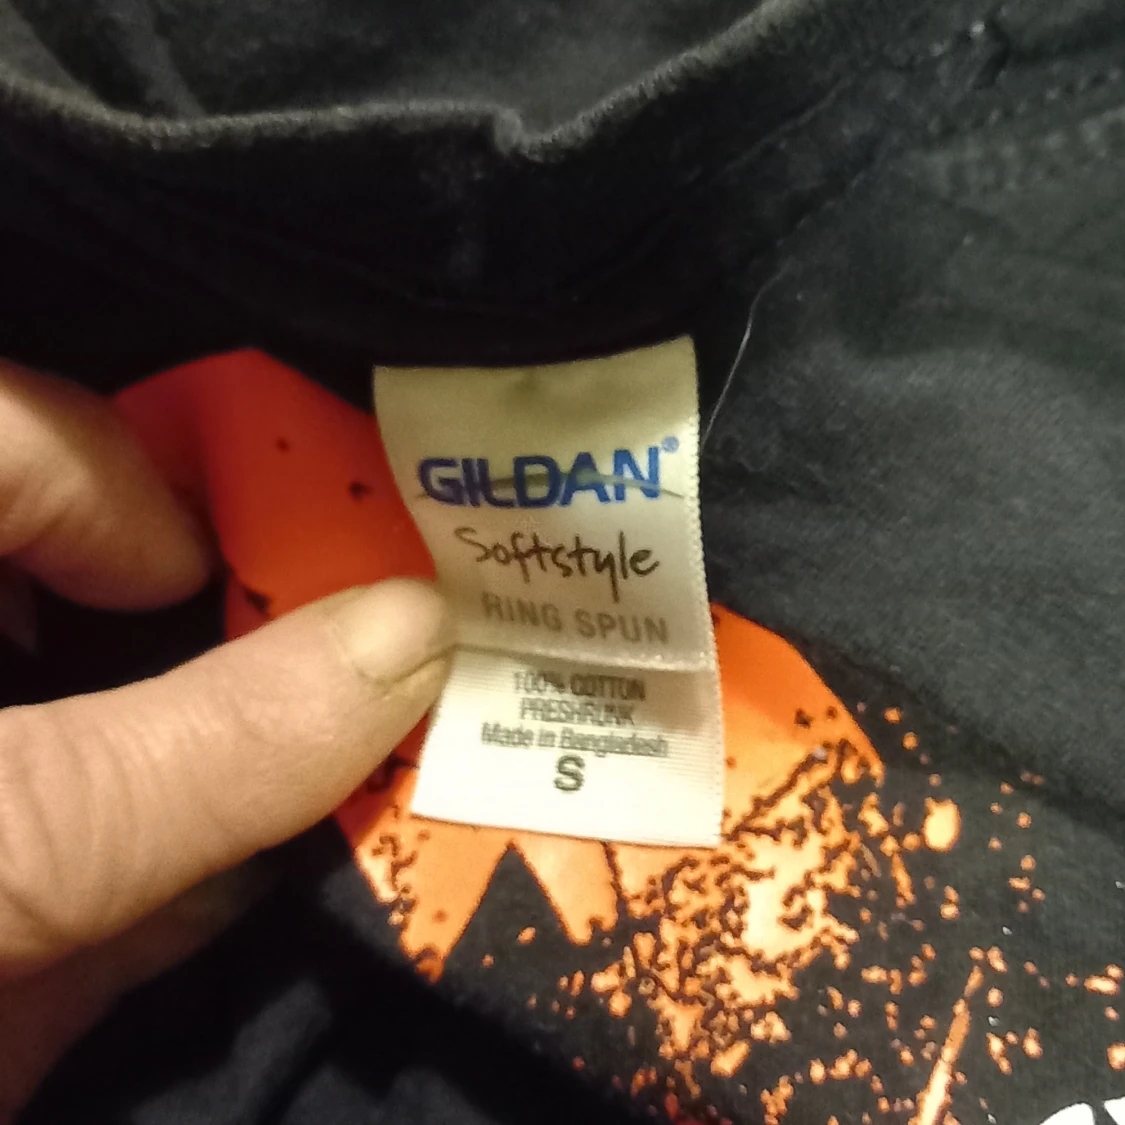 GILDAN®
Softstyle
RING SPUN
100% COTTON
PRESHRUNK
Made in Bangladesh
S